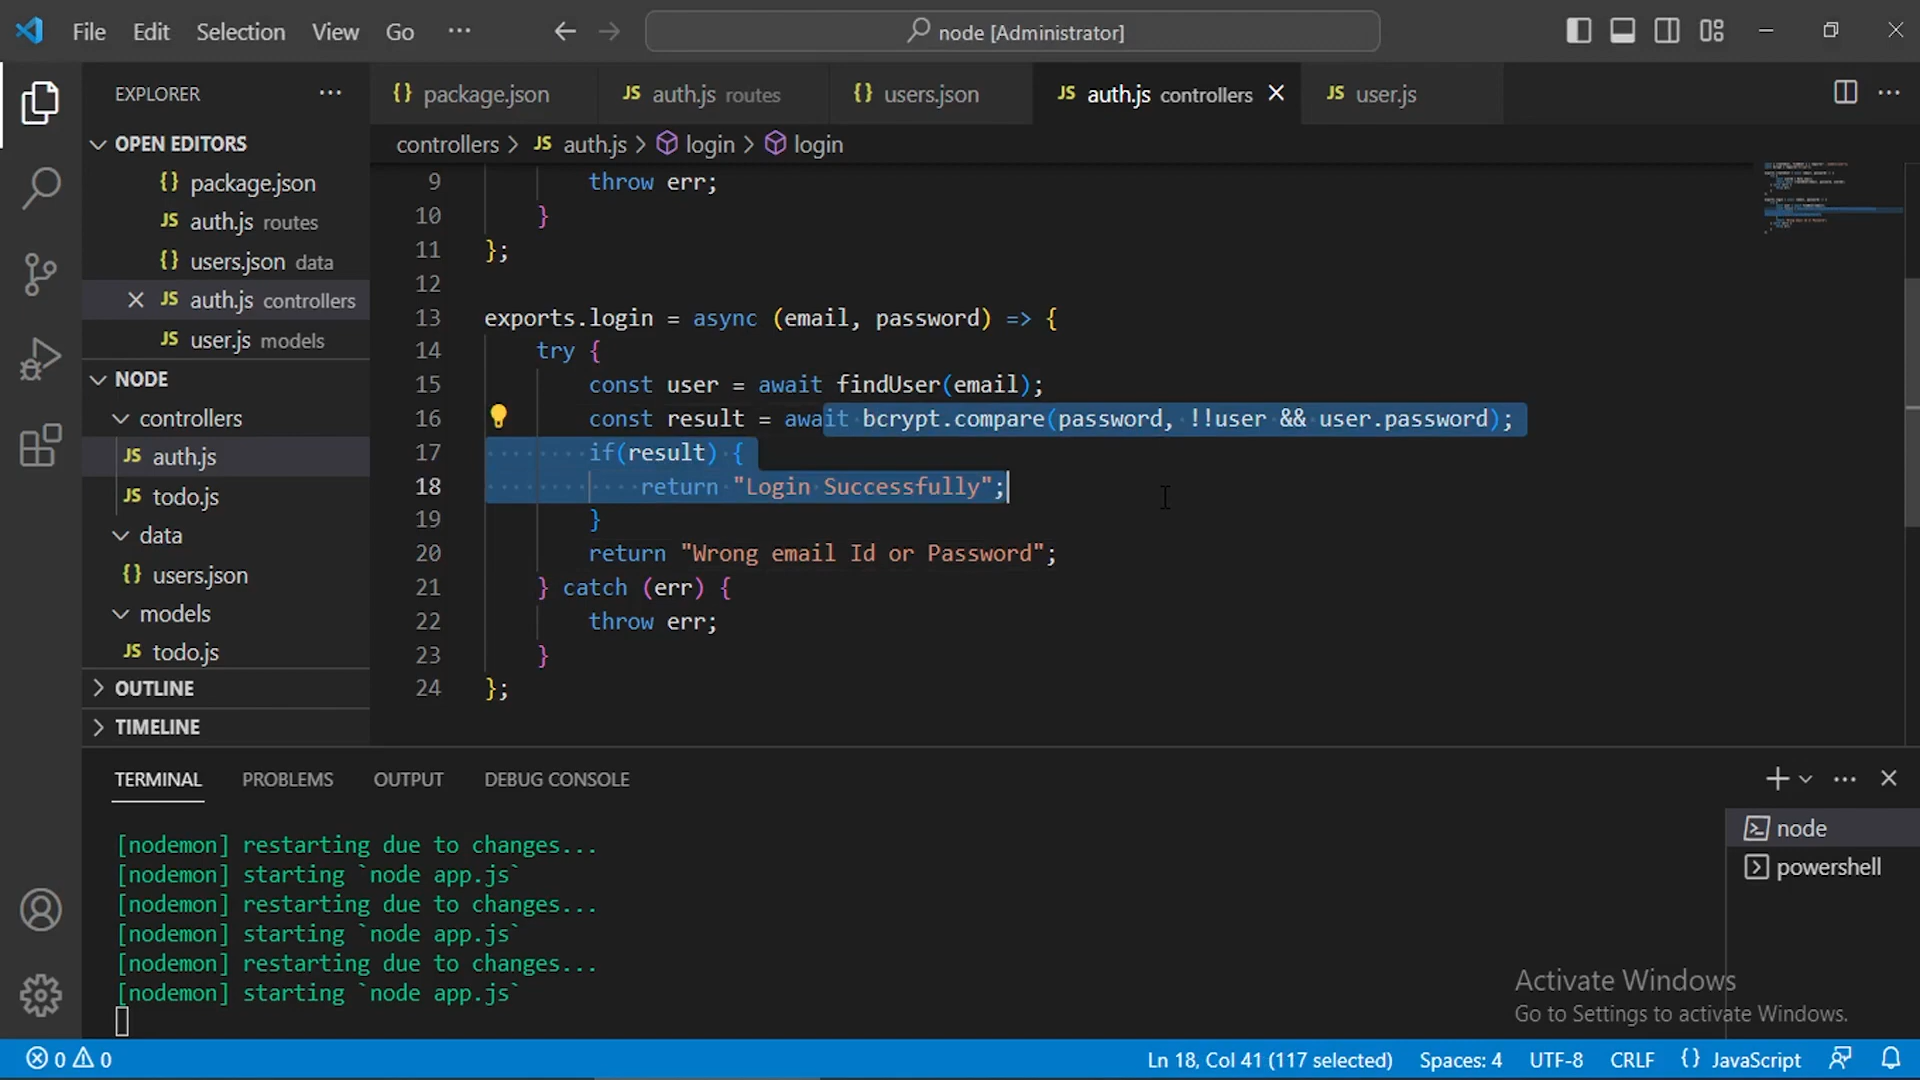 File Edit Selection View Go ··· node [Administrator]
EXPLORER ···
{} package.json JS auth.js routes {} users.json JS auth.js controllers JS user.js ···
controllers > JS auth.js > login > login
OPEN EDITORS
{} package.json
JS auth.js routes
{} users.json data
JS auth.js controllers
JS user.js models
NODE
controllers
JS auth.js
JS todo.js
data
{} users.json
models
JS todo.js
OUTLINE
TIMELINE
9 throw err;
10 }
11 };
12
13 exports.login = async (email, password) => {
14 try {
15 const user = await findUser(email);
16 const result = await bcrypt.compare(password, !!user && user.password);
17 if(result) {
18 return "Login Successfully";
19 }
20 return "Wrong email Id or Password";
21 } catch (err) {
22 throw err;
23 }
24 };
TERMINAL PROBLEMS OUTPUT DEBUG CONSOLE
[nodemon] restarting due to changes...
[nodemon] starting `node app.js`
[nodemon] restarting due to changes...
[nodemon] starting `node app.js`
[nodemon] restarting due to changes...
[nodemon] starting `node app.js`
node
powershell
Activate Windows
Go to Settings to activate Windows.
0 0 Ln 18, Col 41 (117 selected) Spaces: 4 UTF-8 CRLF {} JavaScript